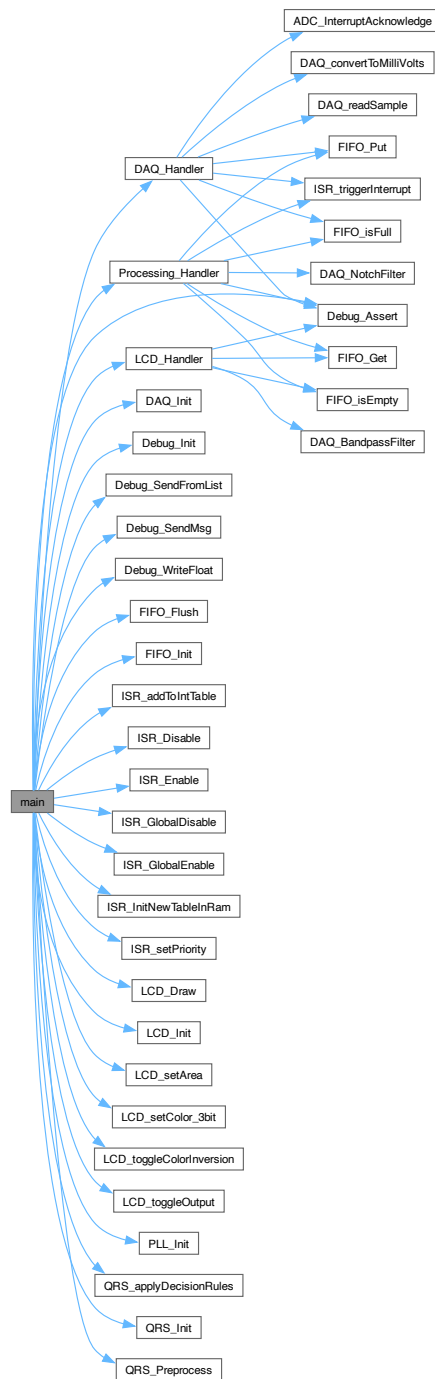 ADC_InterruptAcknowledge
DAQ_convertToMilliVolts
DAQ_readSample
FIFO_Put
DAQ_Handler
ISR_triggerInterrupt
FIFO_isFull
Processing_Handler
DAQ_NotchFilter
Debug_Assert
LCD_Handler
FIFO_Get
DAQ_Init
FIFO_isEmpty
Debug_Init
DAQ_BandpassFilter
Debug_SendFromList
Debug_SendMsg
Debug_WriteFloat
FIFO_Flush
FIFO_Init
ISR_addToIntTable
ISR_Disable
ISR_Enable
main
ISR_GlobalDisable
ISR_GlobalEnable
ISR_InitNewTableInRam
ISR_setPriority
LCD_Draw
LCD_Init
LCD_setArea
LCD_setColor_3bit
LCD_toggleColorInversion
LCD_toggleOutput
PLL_Init
QRS_applyDecisionRules
QRS_Init
QRS_Preprocess